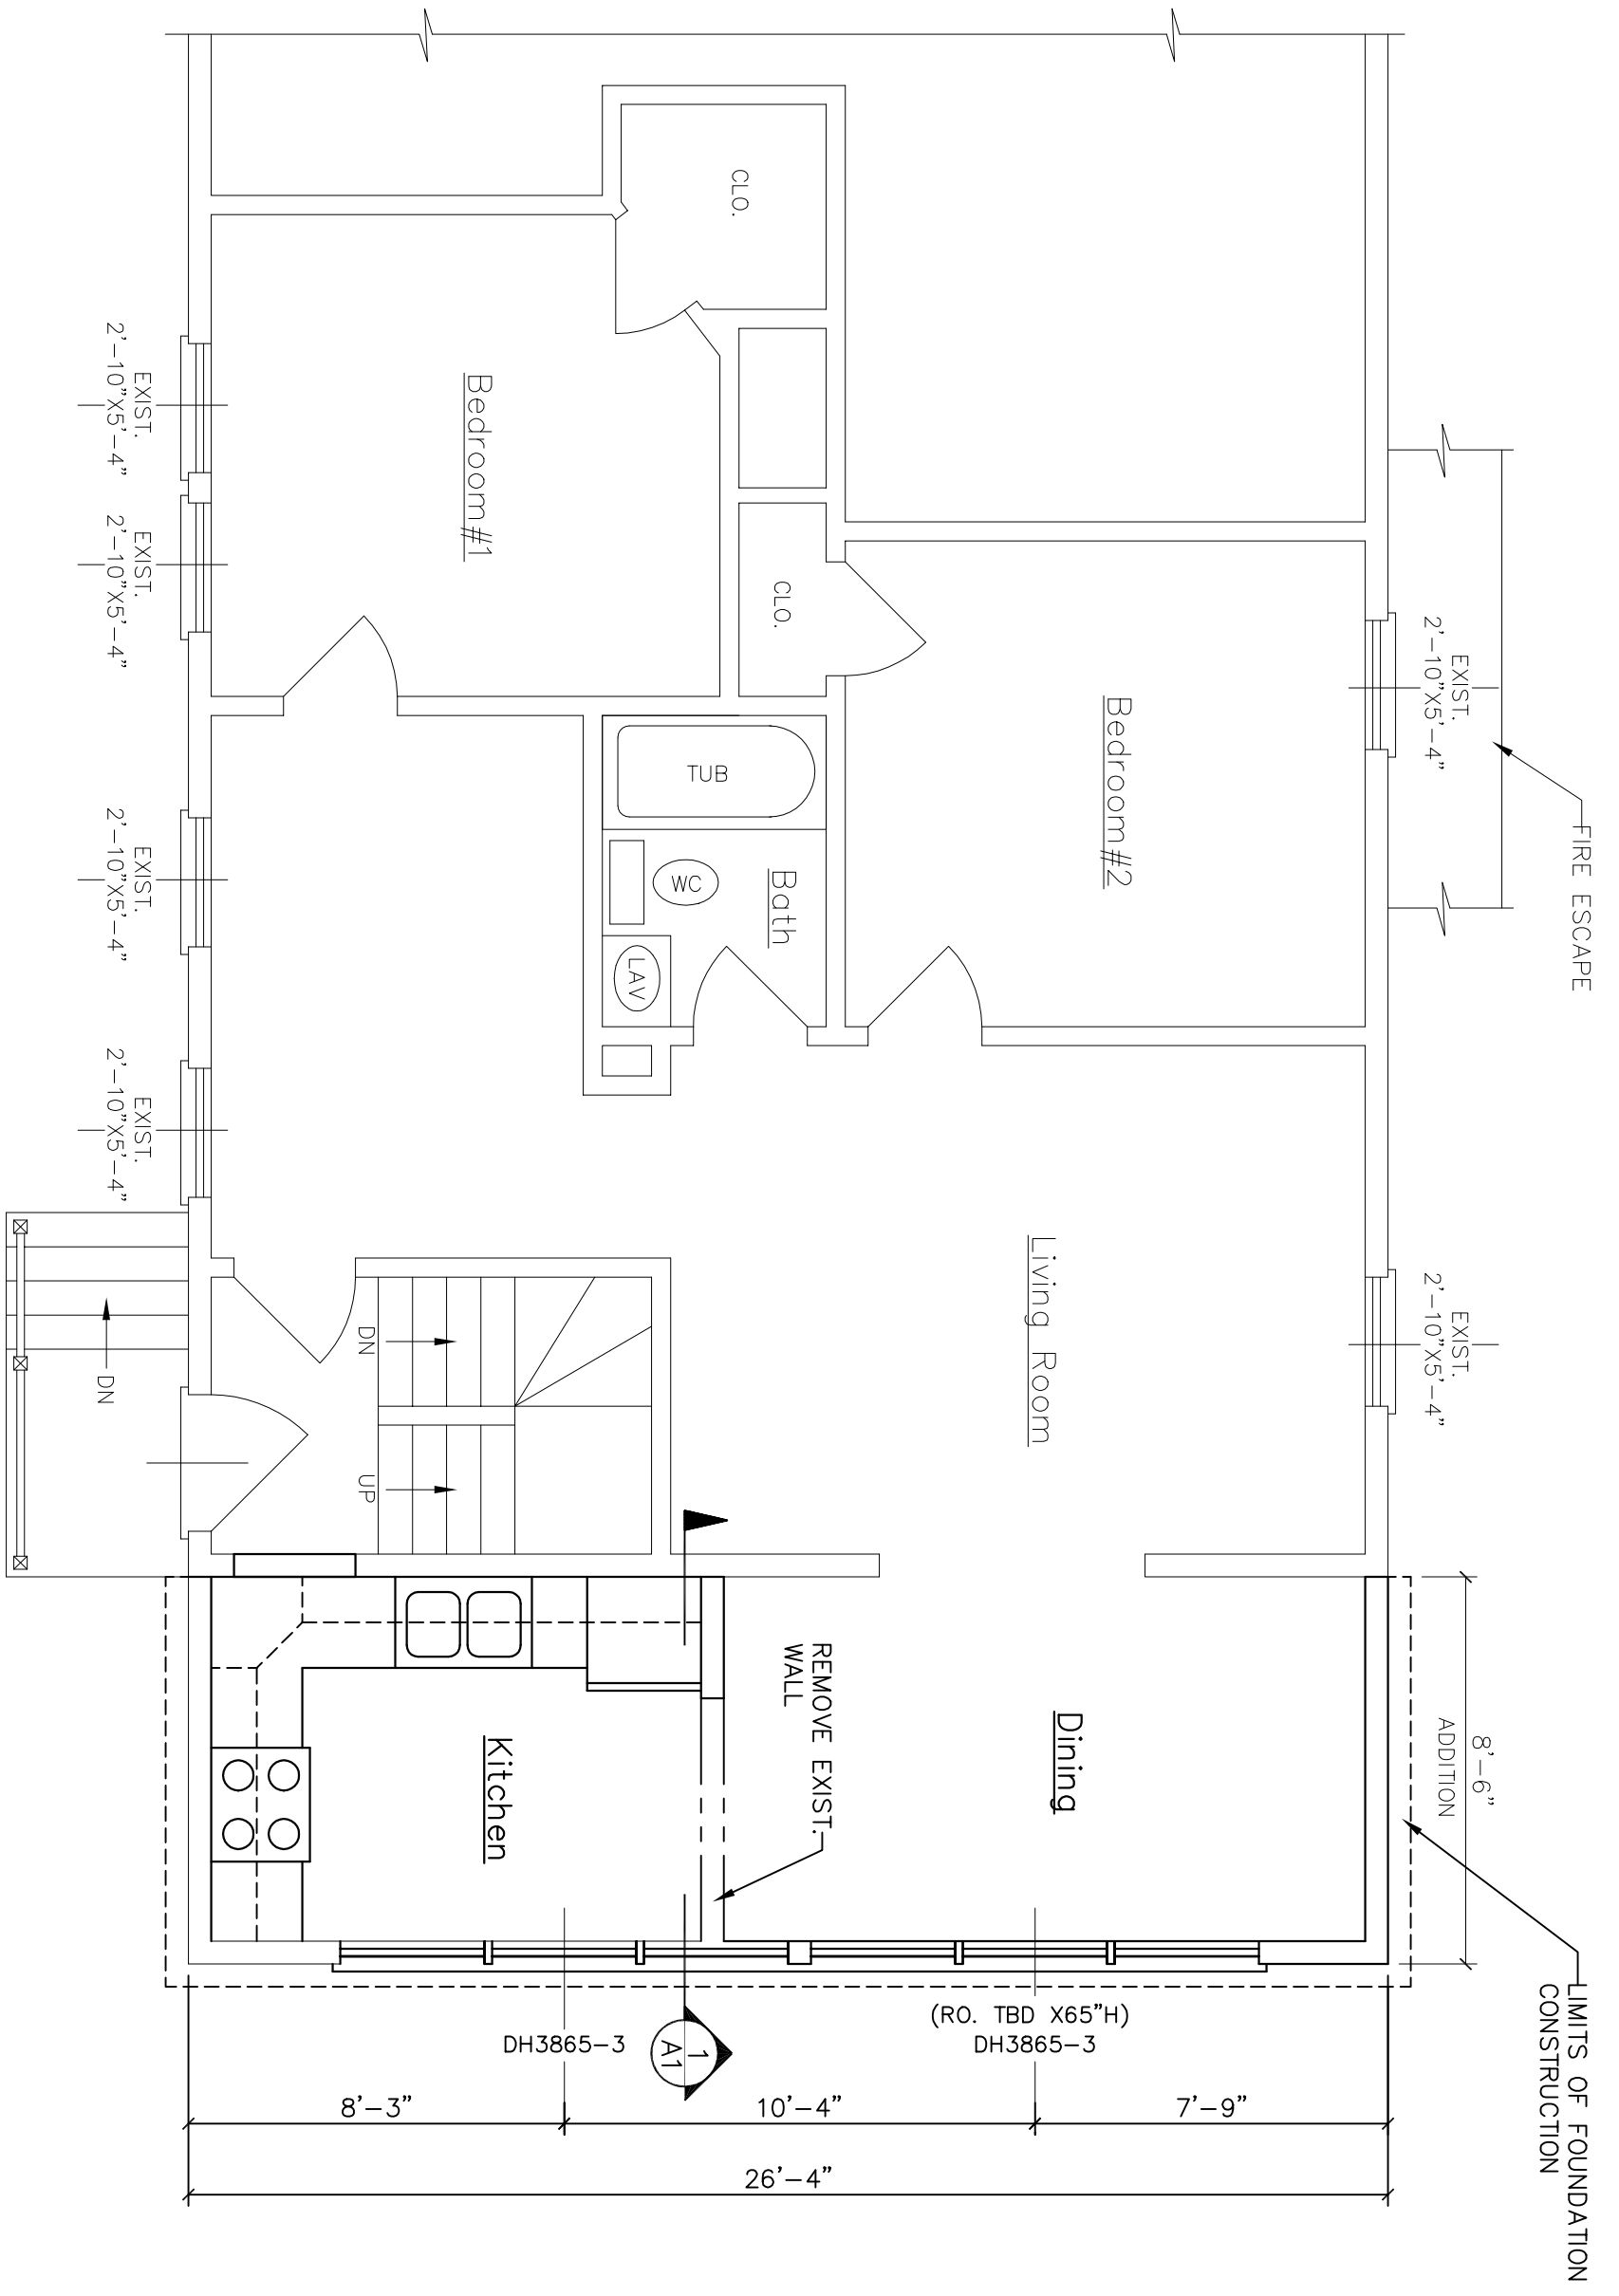 FIRE ESCAPE
EXIST.
2'-10"X5'-4"
EXIST.
2'-10"X5'-4"
8'-6"
ADDITION
LIMITS OF FOUNDATION
CONSTRUCTION
Bedroom#2
Living Room
Dining
CLO.
CLO.
TUB
WC
LAV
Bath
REMOVE EXIST.
WALL
Bedroom#1
DN
UP
Kitchen
EXIST.
2'-10"X5'-4"
EXIST.
2'-10"X5'-4"
EXIST.
2'-10"X5'-4"
EXIST.
2'-10"X5'-4"
DN
(RO. TBD X65"H)
DH3865-3
DH3865-3
1
A1
8'-3"
10'-4"
7'-9"
26'-4"